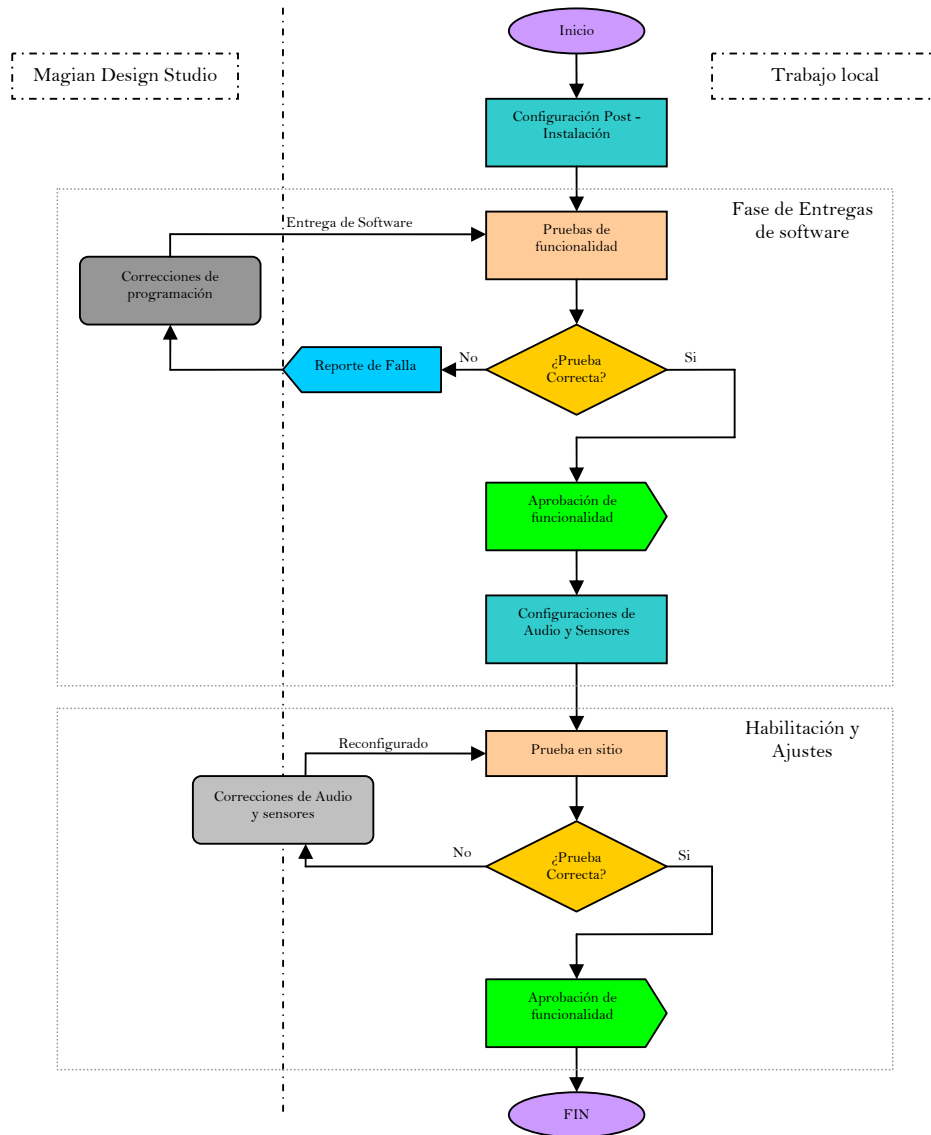 Inicio
Magian Design Studio
Trabajo local
Configuración Post -
Instalación
Fase de Entregas
de software
Entrega de Software
Pruebas de
funcionalidad
Correcciones de
programación
Reporte de Falla
No
¿Prueba
Correcta?
Si
Aprobación de
funcionalidad
Configuraciones de
Audio y Sensores
Habilitación y
Ajustes
Reconfigurado
Prueba en sitio
Correcciones de Audio
y sensores
No
¿Prueba
Correcta?
Si
Aprobación de
funcionalidad
FIN